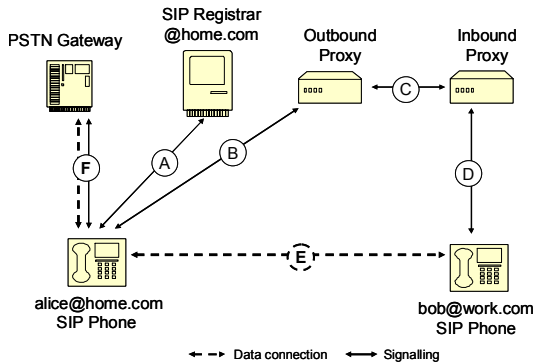 SIP Registrar
@home.com
PSTN Gateway
Outbound
Proxy
Inbound
Proxy
C
A
B
F
D
E
alice@home.com
SIP Phone
bob@work.com
SIP Phone
Data connection
Signalling